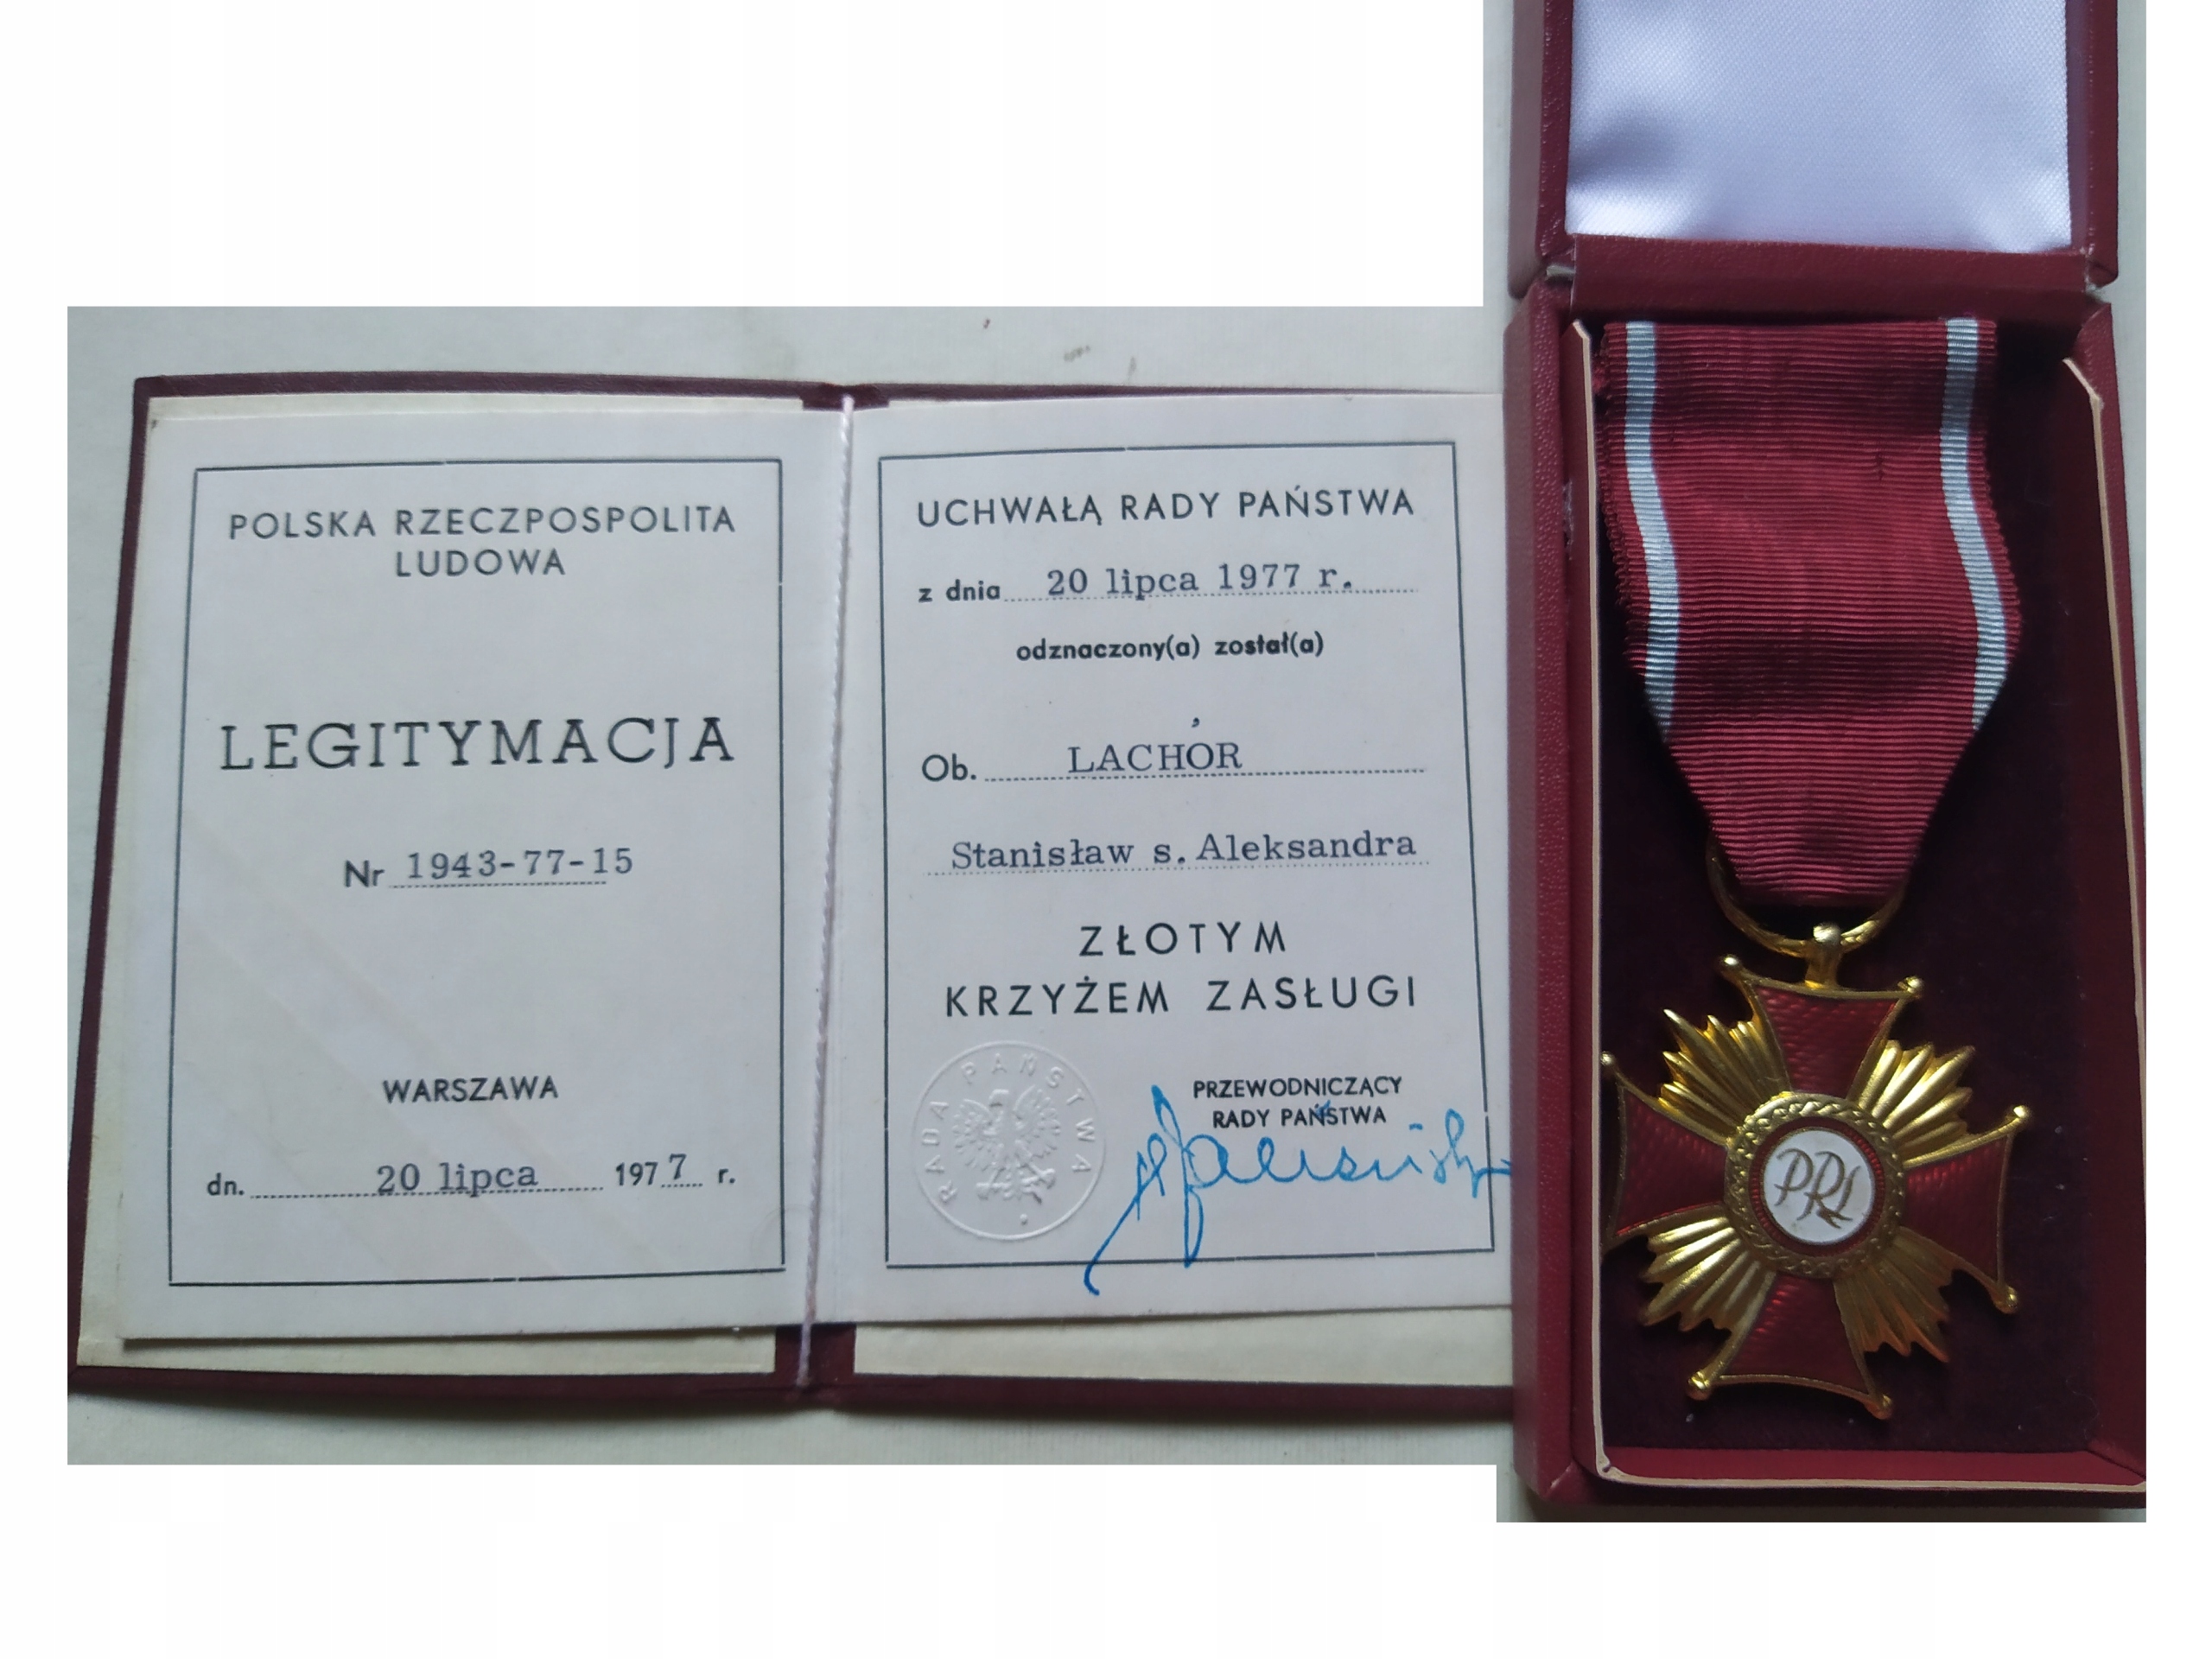 POLSKA RZECZPOSPOLITA
LUDOWA
LEGITYMACJA
Nr 1943-77-15
WARSZAWA
dn. 20 lipca 1977 r.
UCHWAŁĄ RADY PAŃSTWA
z dnia 20 lipca 1977 r.
odznaczony(a) został(a)
Ob. LACHÓR
Stanisław s. Aleksandra
ZŁOTYM
KRZYŻEM ZASŁUGI
RADA PAŃSTWA
PRZEWODNICZĄCY
RADY PAŃSTWA
PRL